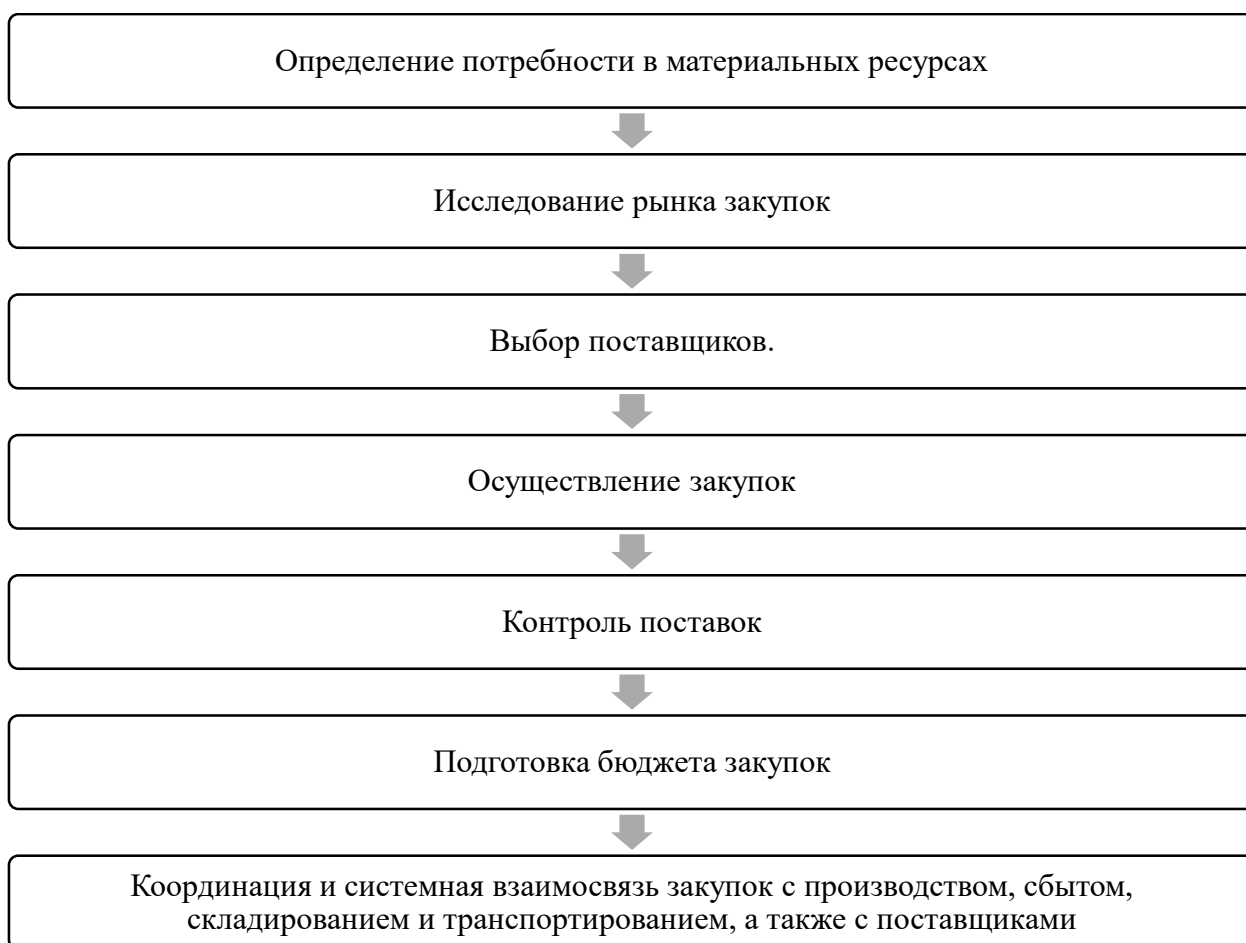 Определение потребности в материальных ресурсах
Исследование рынка закупок
Выбор поставщиков.
Осуществление закупок
Контроль поставок
Подготовка бюджета закупок
Координация и системная взаимосвязь закупок с производством, сбытом,
складированием и транспортированием, а также с поставщиками